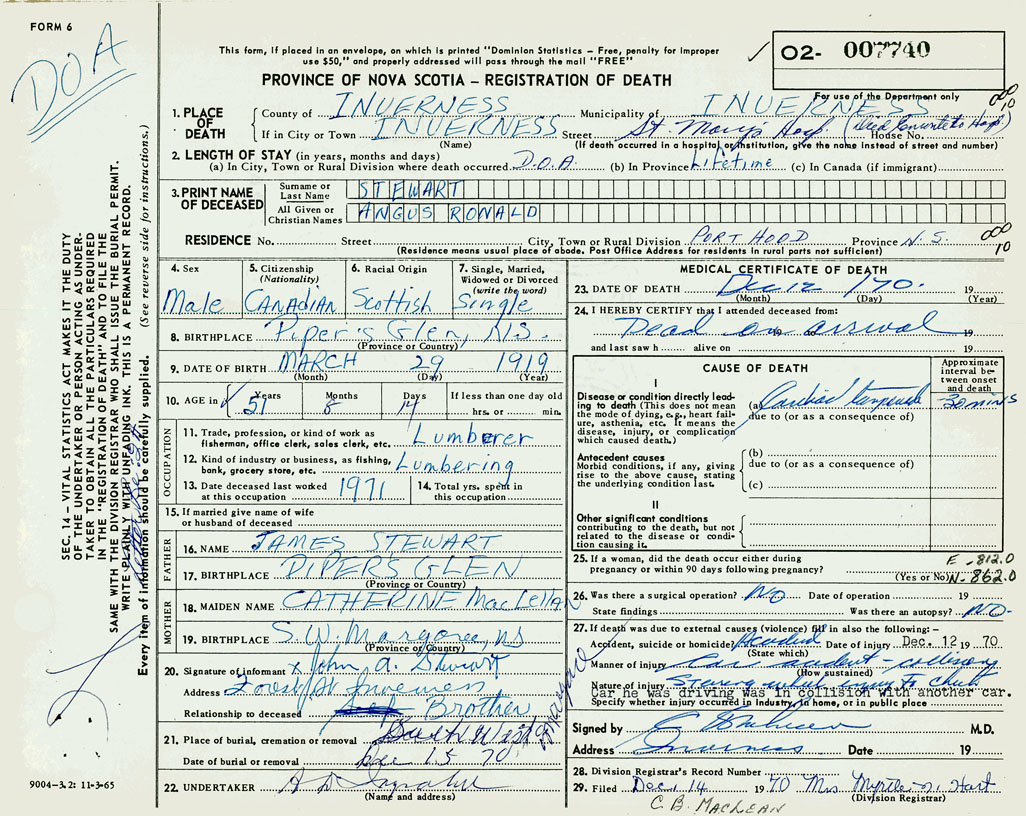 FORM 6
DOA
This form, if placed in an envelope, on which is printed "Dominion Statistics – Free, penalty for improper
use $50," and properly addressed will pass through the mail "FREE"
PROVINCE OF NOVA SCOTIA – REGISTRATION OF DEATH
02- 007740
For use of the Department only
000
10
1. PLACE OF DEATH
County of INVERNESS Municipality of INVERNESS
If in City or Town INVERNESS Street St. Mary's Hosp. House No.
(Name) (If death occurred in a hospital or institution, give the name instead of street and number)
2. LENGTH OF STAY (in years, months and days)
(a) In City, Town or Rural Division where death occurred D.O.A. (b) In Province Lifetime (c) In Canada (if immigrant)
3. PRINT NAME OF DECEASED
Surname or Last Name STEWART
All Given or Christian Names ANGUS RONALD
000
10
RESIDENCE No. Street City, Town or Rural Division PORT HOOD Province N.S.
(Residence means usual place of abode. Post Office Address for residents in rural parts not sufficient)
SEC. 14 – VITAL STATISTICS ACT MAKES IT THE DUTY
OF THE UNDERTAKER OR PERSON ACTING AS UNDER-
TAKER TO OBTAIN ALL THE PARTICULARS REQUIRED
IN THE "REGISTRATION OF DEATH" AND TO FILE THE
SAME WITH THE DIVISION REGISTRAR WHO SHALL ISSUE THE BURIAL PERMIT.
WRITE PLAINLY WITH UNFADING INK. THIS IS A PERMANENT RECORD.
Every item of information should be carefully supplied. (See reverse side for instructions.)
4. Sex Male
5. Citizenship (Nationality) CANADIAN
6. Racial Origin Scottish
7. Single, Married, Widowed or Divorced (write the word) Single
8. BIRTHPLACE Piper's Glen, N.S.
(Province or Country)
9. DATE OF BIRTH MARCH 29 1919
(Month) (Day) (Year)
10. AGE in Years 51 Months 8 Days 14 If less than one day old
hrs. or min.
OCCUPATION
11. Trade, profession, or kind of work as fisherman, office clerk, sales clerk, etc. Lumberer
12. Kind of industry or business, as fishing, bank, grocery store, etc. Lumbering
13. Date deceased last worked at this occupation 1971
14. Total yrs. spent in this occupation
15. If married give name of wife or husband of deceased
FATHER
16. NAME JAMES STEWART
17. BIRTHPLACE PIPERS GLEN
(Province or Country)
MOTHER
18. MAIDEN NAME CATHERINE MacLellan
19. BIRTHPLACE S.W. Margaree, NS
(Province or Country)
20. Signature of informant x John A. Stewart
Address Forest St Inverness
Relationship to deceased Brother
21. Place of burial, cremation or removal
Date of burial or removal Dec 15 70
22. UNDERTAKER
(Name and address)
9004–3.2: 11-3-65
MEDICAL CERTIFICATE OF DEATH
23. DATE OF DEATH Dec 12 /70. 19
(Month) (Day) (Year)
24. I HEREBY CERTIFY that I attended deceased from:
Dead on arrival 19
and last saw h alive on 19
CAUSE OF DEATH
Approximate interval between onset and death
I
Disease or condition directly leading to death (This does not mean the mode of dying, e.g., heart failure, asthenia, etc. It means the disease, injury, or complication which caused death.)
(a) Cardiac 30 mins
due to (or as a consequence of)
Antecedent causes
Morbid conditions, if any, giving rise to the above cause, stating the underlying condition last.
(b)
due to (or as a consequence of)
(c)
II
Other significant conditions
contributing to the death, but not related to the disease or condition causing it.
25. If a woman, did the death occur either during
pregnancy or within 90 days following pregnancy?
(Yes or No)
E - 812.0
N- 862.0
26. Was there a surgical operation? No Date of operation 19
State findings Was there an autopsy? No
27. If death was due to external causes (violence) fill in also the following:–
Accident, suicide or homicide? Accident Date of injury Dec. 12 19 70
(State which)
Manner of injury Car accident - collision
(How sustained)
Nature of injury Steering wheel injury to chest
Car he was driving was in collision with another car.
Specify whether injury occurred in industry, in home, or in public place
Signed by M.D.
Address Inverness Date 19
28. Division Registrar's Record Number
29. Filed Dec. 14 1970 Mrs Myrtle Hart
(Division Registrar)
C. B. MacLean